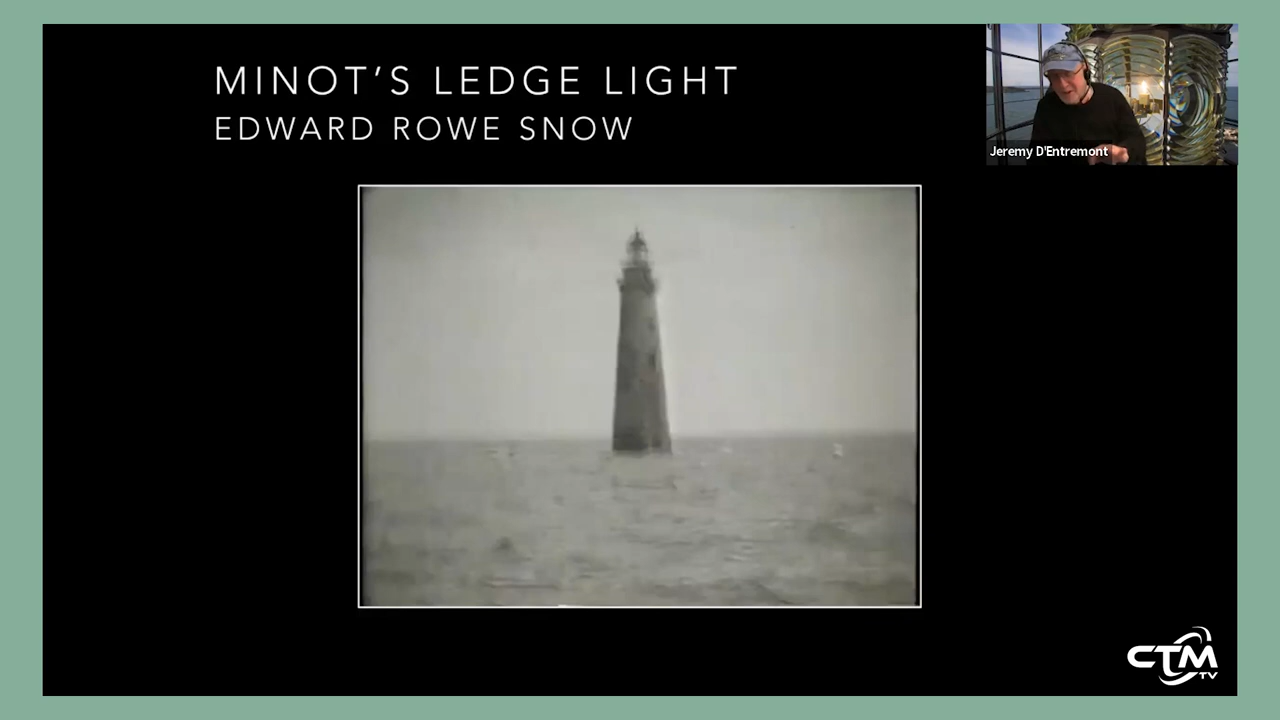 MINOT'S LEDGE LIGHT
EDWARD ROWE SNOW
Jeremy D'Entremont
CTM
TV